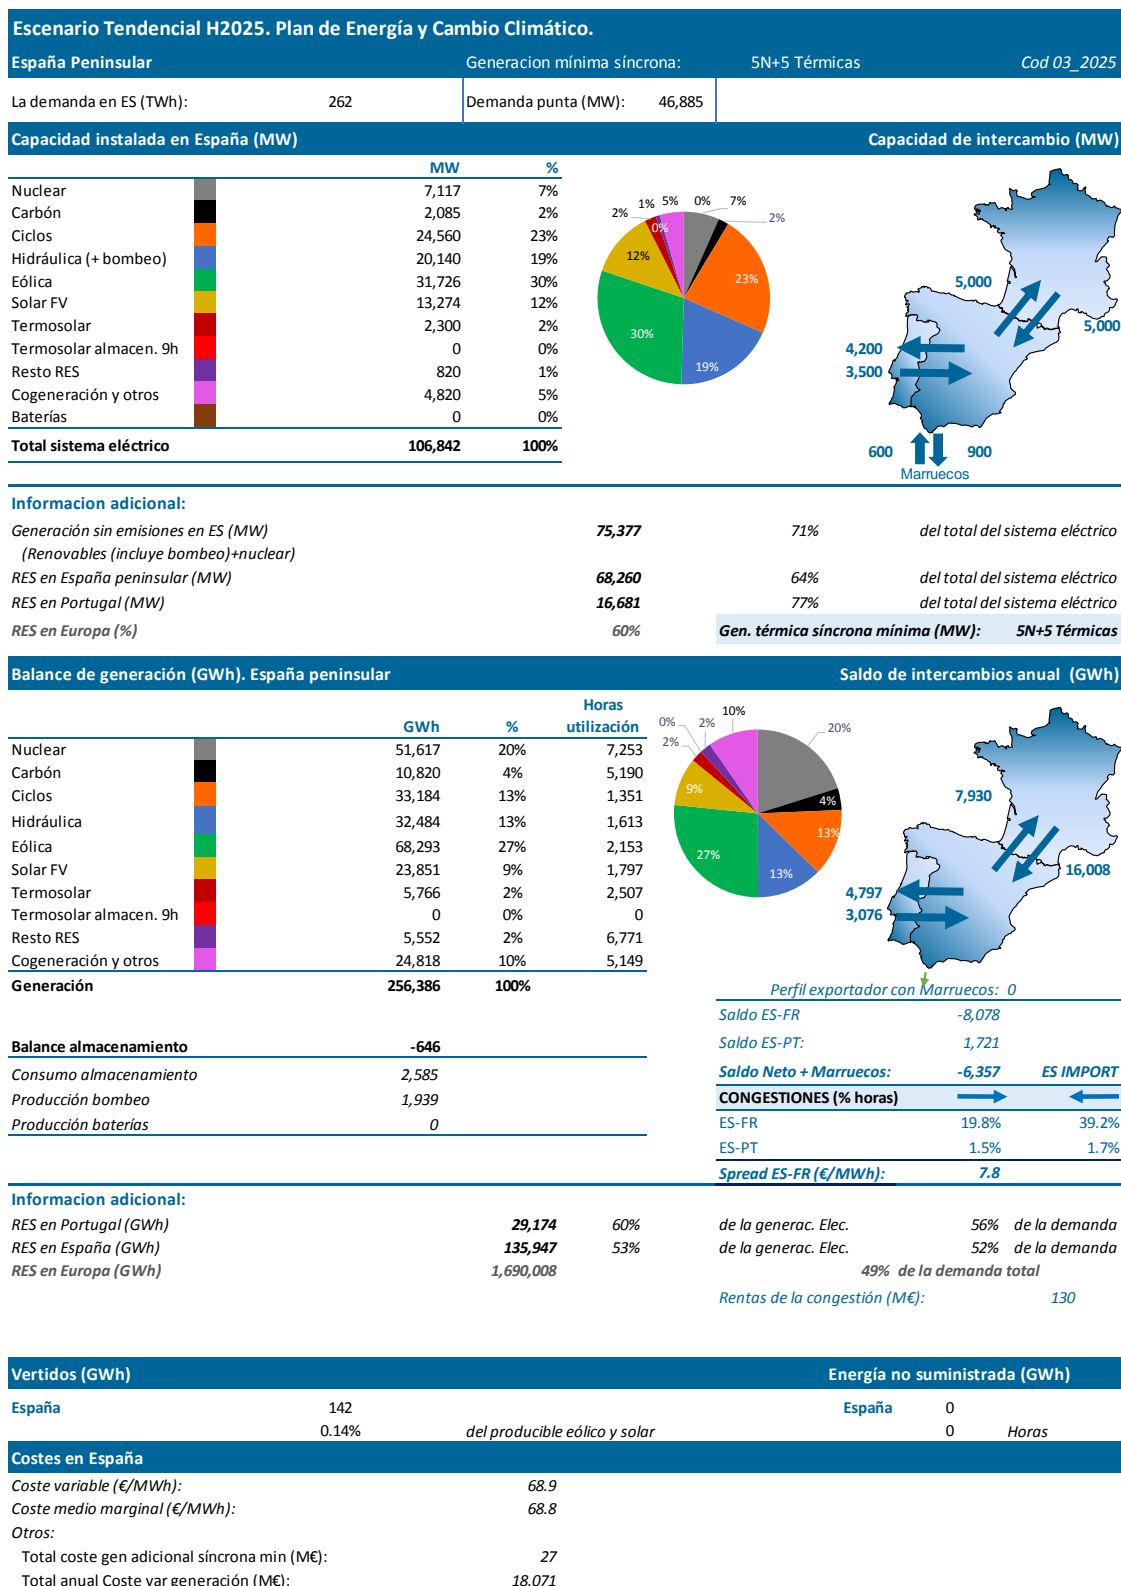 Escenario Tendencial H2025. Plan de Energía y Cambio Climático.
España Peninsular Generacion mínima síncrona: 5N+5 Térmicas Cod 03_2025
La demanda en ES (TWh): 262 Demanda punta (MW): 46,885
Capacidad instalada en España (MW) Capacidad de intercambio (MW)
MW %
Nuclear 7,117 7%
Carbón 2,085 2%
Ciclos 24,560 23%
Hidráulica (+ bombeo) 20,140 19%
Eólica 31,726 30%
Solar FV 13,274 12%
Termosolar 2,300 2%
Termosolar almacen. 9h 0 0%
Resto RES 820 1%
Cogeneración y otros 4,820 5%
Baterías 0 0%
Total sistema eléctrico 106,842 100%
2% 1% 0% 5% 0% 7% 2%
12% 23%
30% 19%
5,000
5,000
4,200
3,500
600 900
Marruecos
Informacion adicional:
Generación sin emisiones en ES (MW) 75,377 71% del total del sistema eléctrico
(Renovables (incluye bombeo)+nuclear)
RES en España peninsular (MW) 68,260 64% del total del sistema eléctrico
RES en Portugal (MW) 16,681 77% del total del sistema eléctrico
RES en Europa (%) 60% Gen. térmica síncrona mínima (MW): 5N+5 Térmicas
Balance de generación (GWh). España peninsular Saldo de intercambios anual (GWh)
GWh % Horas utilización
Nuclear 51,617 20% 7,253
Carbón 10,820 4% 5,190
Ciclos 33,184 13% 1,351
Hidráulica 32,484 13% 1,613
Eólica 68,293 27% 2,153
Solar FV 23,851 9% 1,797
Termosolar 5,766 2% 2,507
Termosolar almacen. 9h 0 0% 0
Resto RES 5,552 2% 6,771
Cogeneración y otros 24,818 10% 5,149
Generación 256,386 100%
10%
0% 2% 20%
2%
9% 4%
13%
27% 13%
7,930
16,008
4,797
3,076
Perfil exportador con Marruecos: 0
Saldo ES-FR -8,078
Saldo ES-PT: 1,721
Balance almacenamiento -646
Saldo Neto + Marruecos: -6,357 ES IMPORT
Consumo almacenamiento 2,585
CONGESTIONES (% horas)
Producción bombeo 1,939
ES-FR 19.8% 39.2%
Producción baterías 0
ES-PT 1.5% 1.7%
Spread ES-FR (€/MWh): 7.8
Informacion adicional:
RES en Portugal (GWh) 29,174 60% de la generac. Elec. 56% de la demanda
RES en España (GWh) 135,947 53% de la generac. Elec. 52% de la demanda
RES en Europa (GWh) 1,690,008 49% de la demanda total
Rentas de la congestión (M€): 130
Vertidos (GWh) Energía no suministrada (GWh)
España 142 España 0
0.14% del producible eólico y solar 0 Horas
Costes en España
Coste variable (€/MWh): 68.9
Coste medio marginal (€/MWh): 68.8
Otros:
Total coste gen adicional síncrona min (M€): 27
Total anual Coste var generación (M€): 18,071